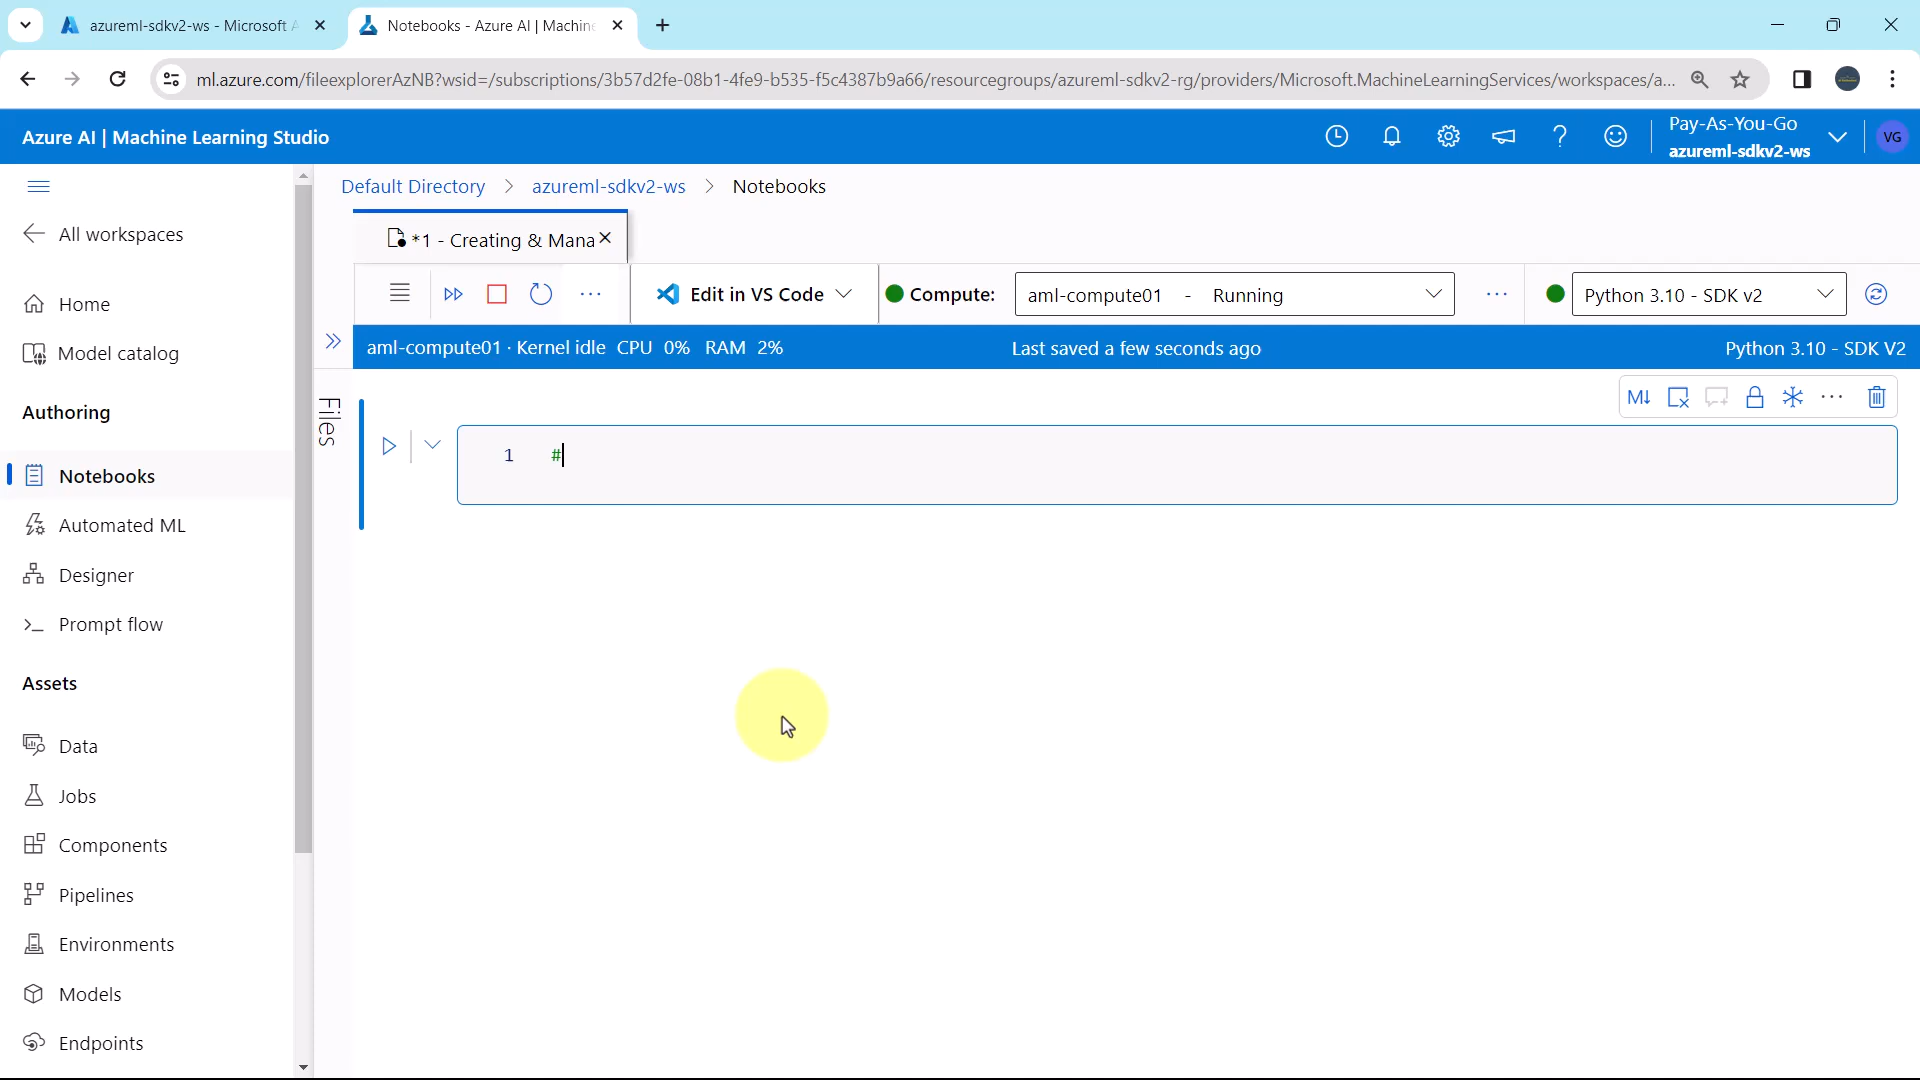 azureml-sdkv2-ws - Microsoft A
Notebooks - Azure AI | Machine
ml.azure.com/fileexplorerAzNB?wsid=/subscriptions/3b57d2fe-08b1-4fe9-b535-f5c4387b9a66/resourcegroups/azureml-sdkv2-rg/providers/Microsoft.MachineLearningServices/workspaces/a...
Azure AI | Machine Learning Studio
Pay-As-You-Go
azureml-sdkv2-ws
VG
All workspaces
Home
Model catalog
Authoring
Notebooks
Automated ML
Designer
Prompt flow
Assets
Data
Jobs
Components
Pipelines
Environments
Models
Endpoints
Default Directory > azureml-sdkv2-ws > Notebooks
*1 - Creating & Mana
Edit in VS Code
Compute:
aml-compute01 - Running
Python 3.10 - SDK v2
aml-compute01 · Kernel idle CPU 0% RAM 2%
Last saved a few seconds ago
Python 3.10 - SDK V2
Files
M↓
1 #